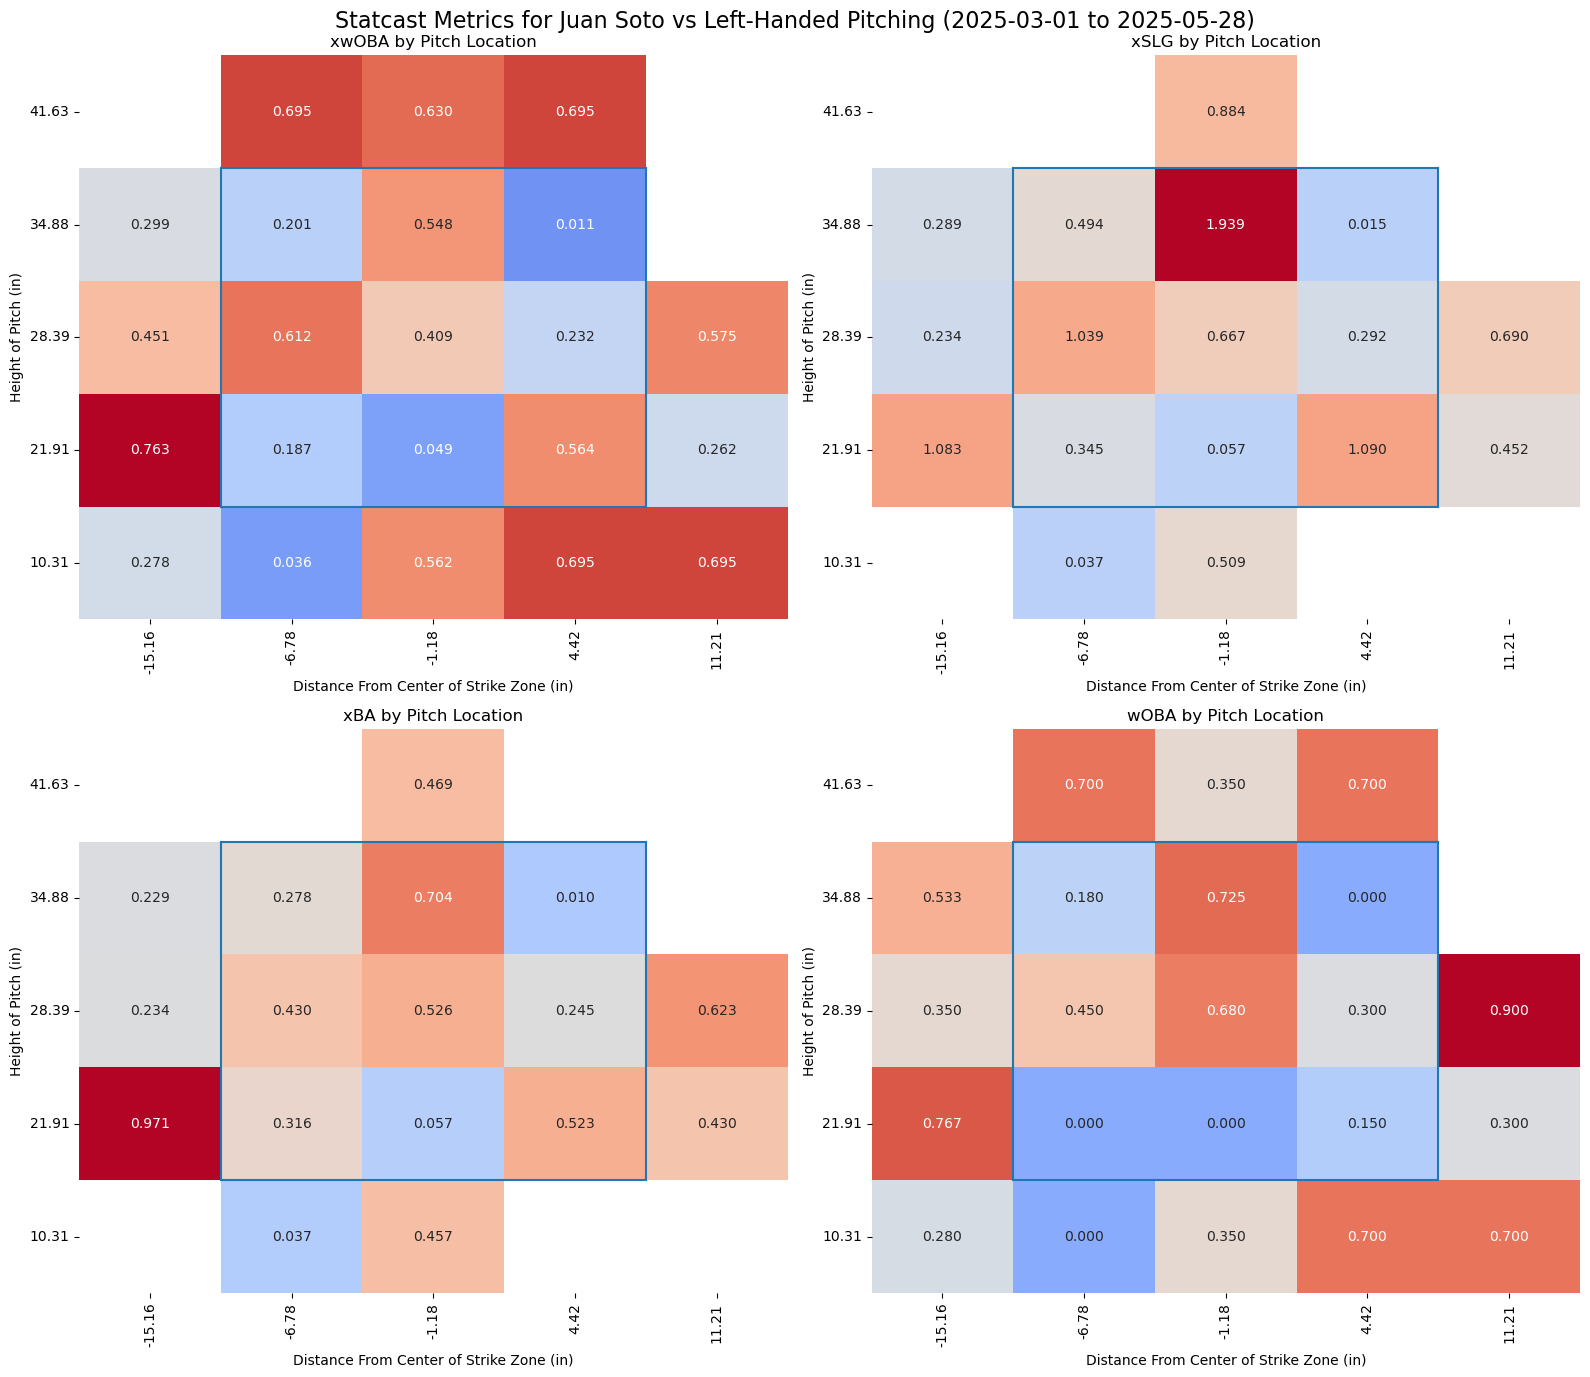 Statcast Metrics for Juan Soto vs Left-Handed Pitching (2025-03-01 to 2025-05-28)
xwOBA by Pitch Location
Height of Pitch (in)
41.63 0.695 0.630 0.695
34.88 0.299 0.201 0.548 0.011
28.39 0.451 0.612 0.409 0.232 0.575
21.91 0.763 0.187 0.049 0.564 0.262
10.31 0.278 0.036 0.562 0.695 0.695
-15.16 -6.78 -1.18 4.42 11.21
Distance From Center of Strike Zone (in)
xSLG by Pitch Location
Height of Pitch (in)
41.63 0.884
34.88 0.289 0.494 1.939 0.015
28.39 0.234 1.039 0.667 0.292 0.690
21.91 1.083 0.345 0.057 1.090 0.452
10.31 0.037 0.509
-15.16 -6.78 -1.18 4.42 11.21
Distance From Center of Strike Zone (in)
xBA by Pitch Location
Height of Pitch (in)
41.63 0.469
34.88 0.229 0.278 0.704 0.010
28.39 0.234 0.430 0.526 0.245 0.623
21.91 0.971 0.316 0.057 0.523 0.430
10.31 0.037 0.457
-15.16 -6.78 -1.18 4.42 11.21
Distance From Center of Strike Zone (in)
wOBA by Pitch Location
Height of Pitch (in)
41.63 0.700 0.350 0.700
34.88 0.533 0.180 0.725 0.000
28.39 0.350 0.450 0.680 0.300 0.900
21.91 0.767 0.000 0.000 0.150 0.300
10.31 0.280 0.000 0.350 0.700 0.700
-15.16 -6.78 -1.18 4.42 11.21
Distance From Center of Strike Zone (in)